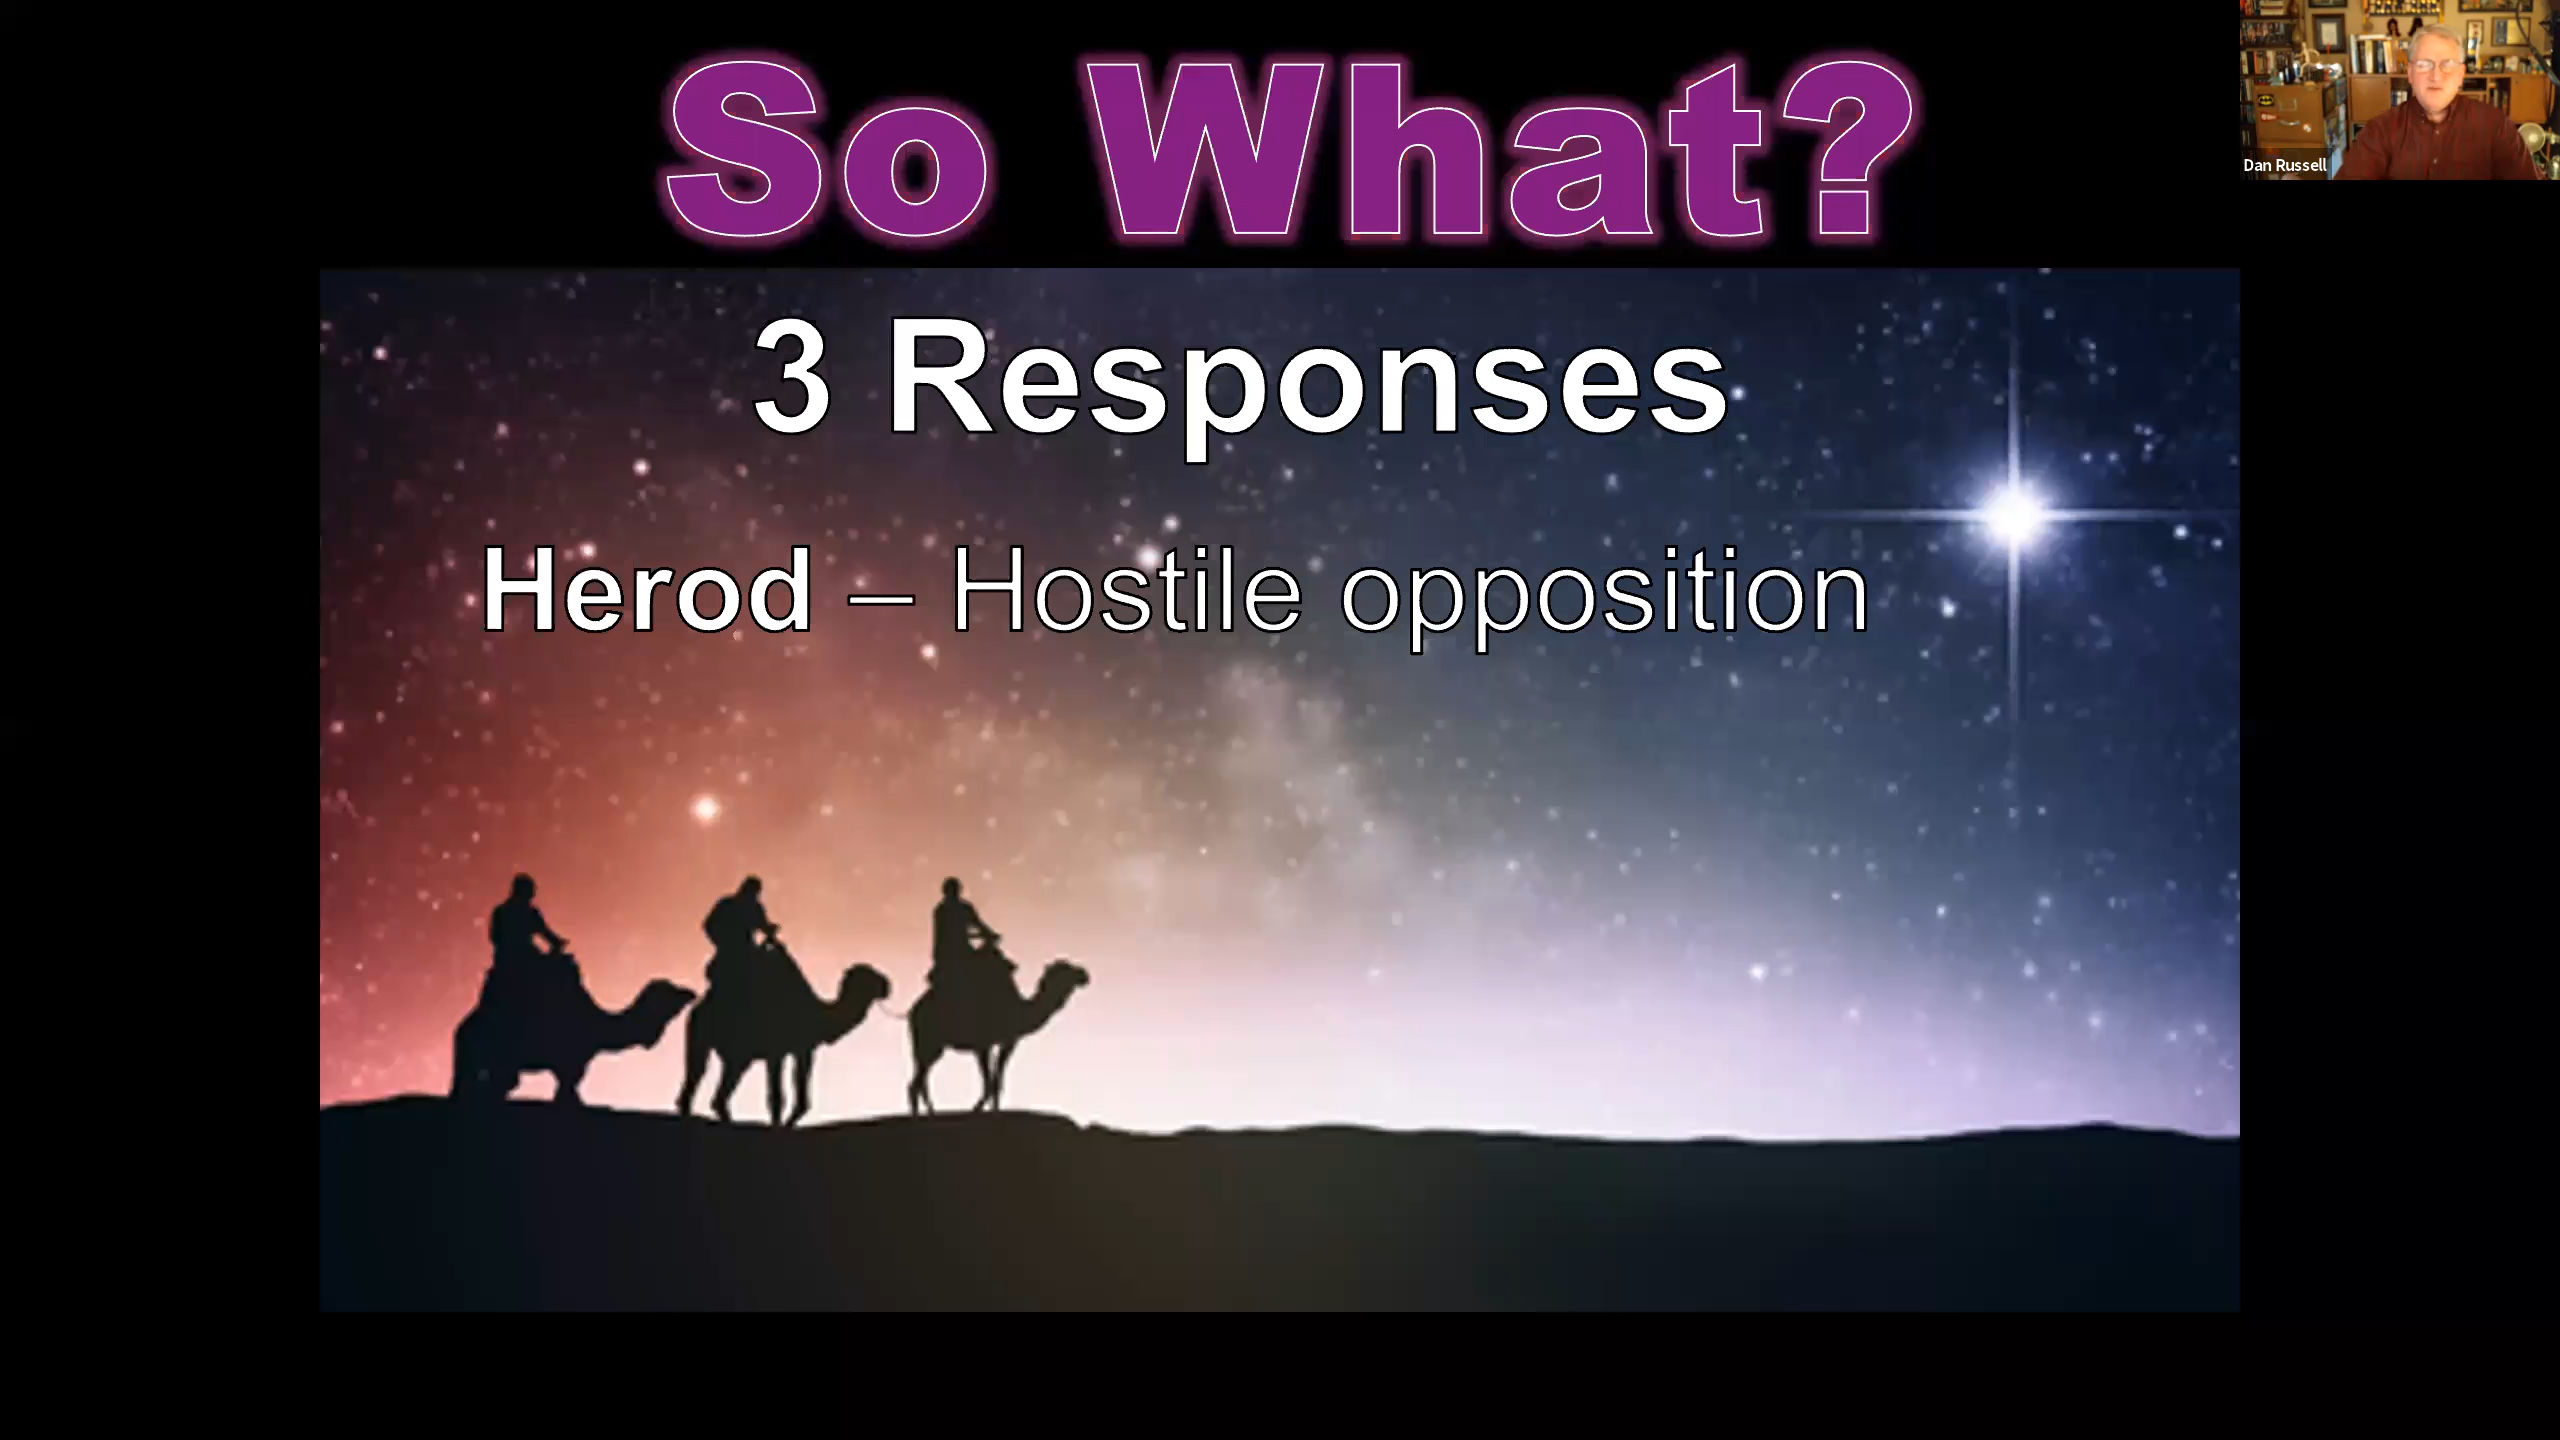 So What?
Dan Russell
3 Responses
Herod – Hostile opposition